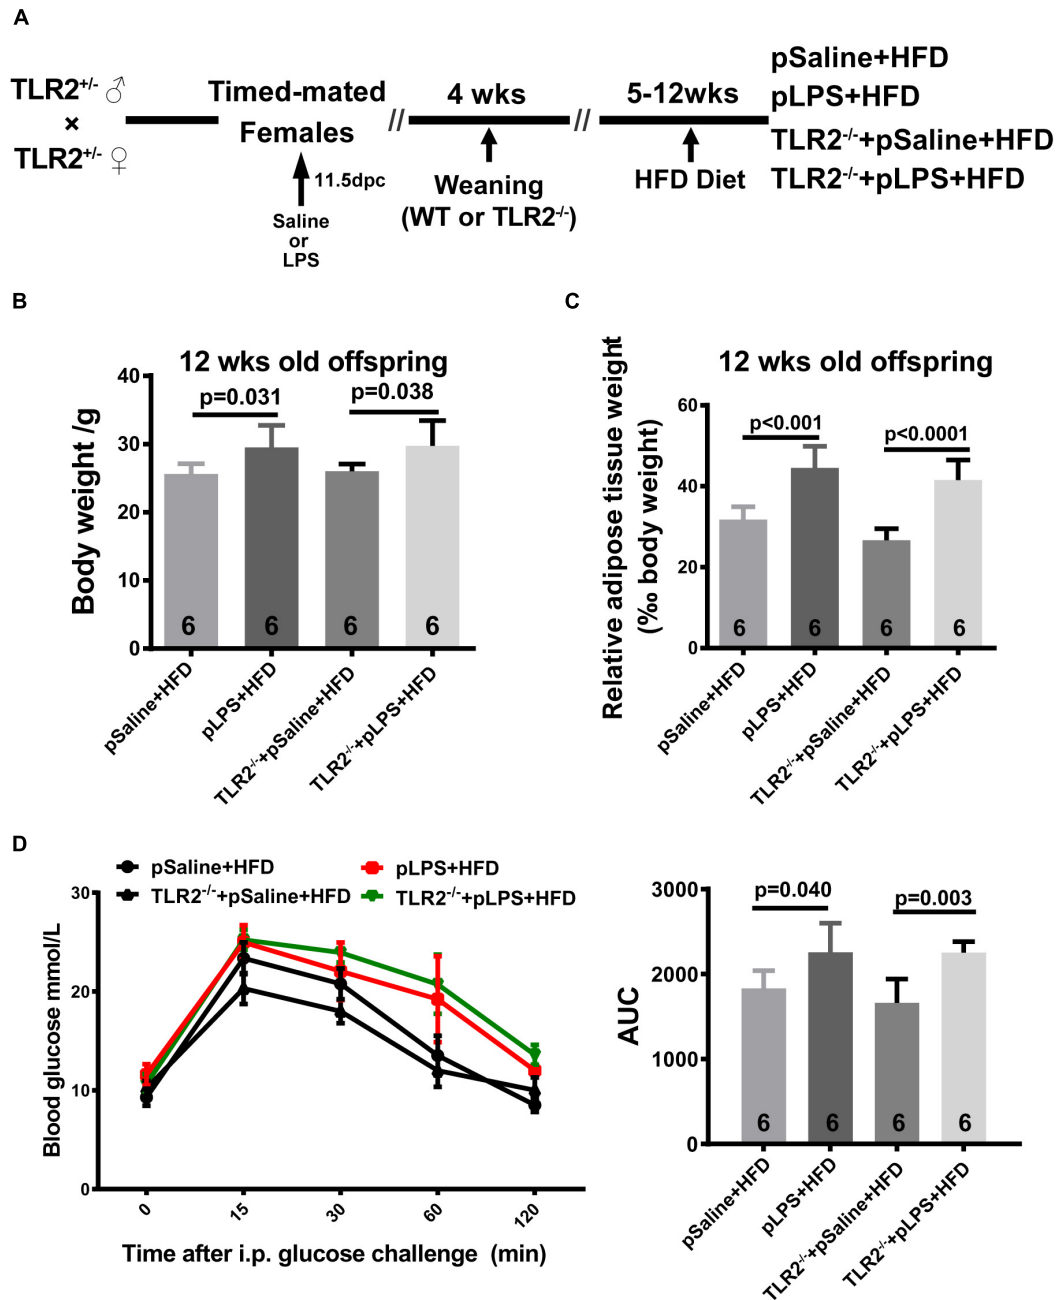 A
TLR2+/- ♂
×
TLR2+/- ♀
Timed-mated
Females
11.5dpc
Saline
or
LPS
//
4 wks
Weaning
(WT or TLR2-/-)
//
5-12wks
HFD Diet
pSaline+HFD
pLPS+HFD
TLR2-/-+pSaline+HFD
TLR2-/-+pLPS+HFD
B
12 wks old offspring
Body weight /g
40
30
20
10
0
p=0.031
p=0.038
6
6
6
6
pSaline+HFD
pLPS+HFD
TLR2-/-+pSaline+HFD
TLR2-/-+pLPS+HFD
C
12 wks old offspring
Relative adipose tissue weight
(‰ body weight)
60
40
20
0
p<0.001
p<0.0001
6
6
6
6
pSaline+HFD
pLPS+HFD
TLR2-/-+pSaline+HFD
TLR2-/-+pLPS+HFD
D
pSaline+HFD
pLPS+HFD
TLR2-/-+pSaline+HFD
TLR2-/-+pLPS+HFD
Blood glucose mmol/L
30
20
10
0
0
15
30
60
120
Time after i.p. glucose challenge (min)
AUC
3000
2000
1000
0
p=0.040
p=0.003
6
6
6
6
pSaline+HFD
pLPS+HFD
TLR2-/-+pSaline+HFD
TLR2-/-+pLPS+HFD